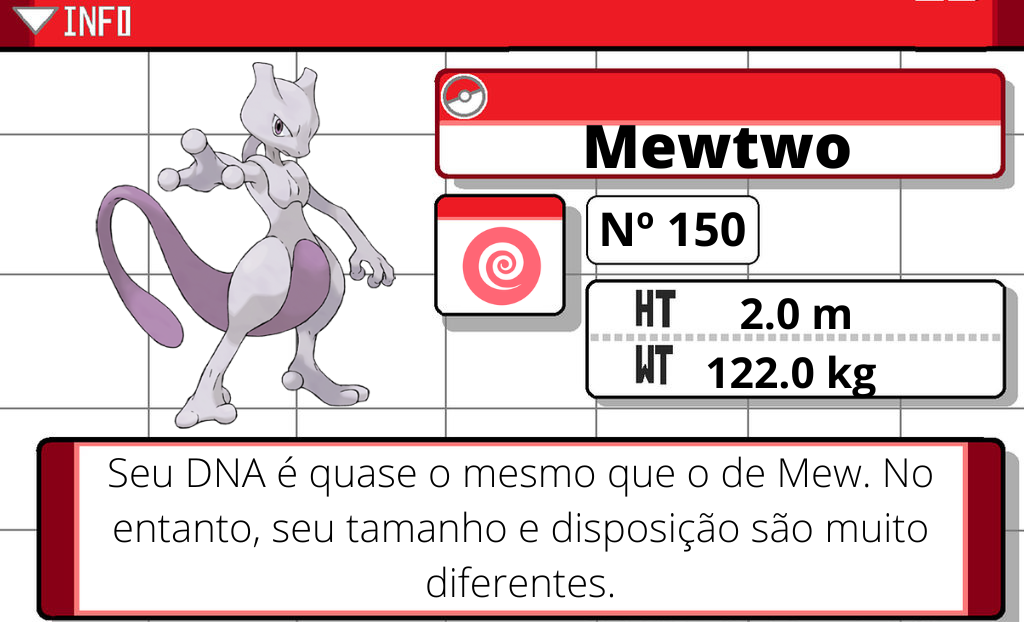 INFO
Mewtwo
Nº 150
HT 2.0 m
WT 122.0 kg
Seu DNA é quase o mesmo que o de Mew. No
entanto, seu tamanho e disposição são muito
diferentes.